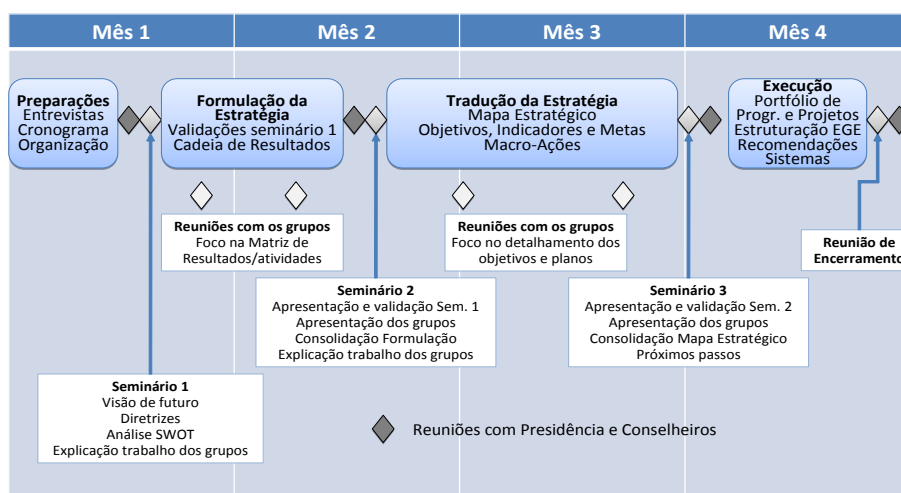 Mês 1
Mês 2
Mês 3
Mês 4
Preparações
Entrevistas
Cronograma
Organização
Formulação da
Estratégia
Validações seminário 1
Cadeia de Resultados
Tradução da Estratégia
Mapa Estratégico
Objetivos, Indicadores e Metas
Macro-Ações
Execução
Portfólio de
Progr. e Projetos
Estruturação EGE
Recomendações
Sistemas
Reuniões com os grupos
Foco na Matriz de
Resultados/atividades
Reuniões com os grupos
Foco no detalhamento dos
objetivos e planos
Reunião de
Encerramento
Seminário 2
Apresentação e validação Sem. 1
Apresentação dos grupos
Consolidação Formulação
Explicação trabalho dos grupos
Seminário 3
Apresentação e validação Sem. 2
Apresentação dos grupos
Consolidação Mapa Estratégico
Próximos passos
Seminário 1
Visão de futuro
Diretrizes
Análise SWOT
Explicação trabalho dos grupos
Reuniões com Presidência e Conselheiros